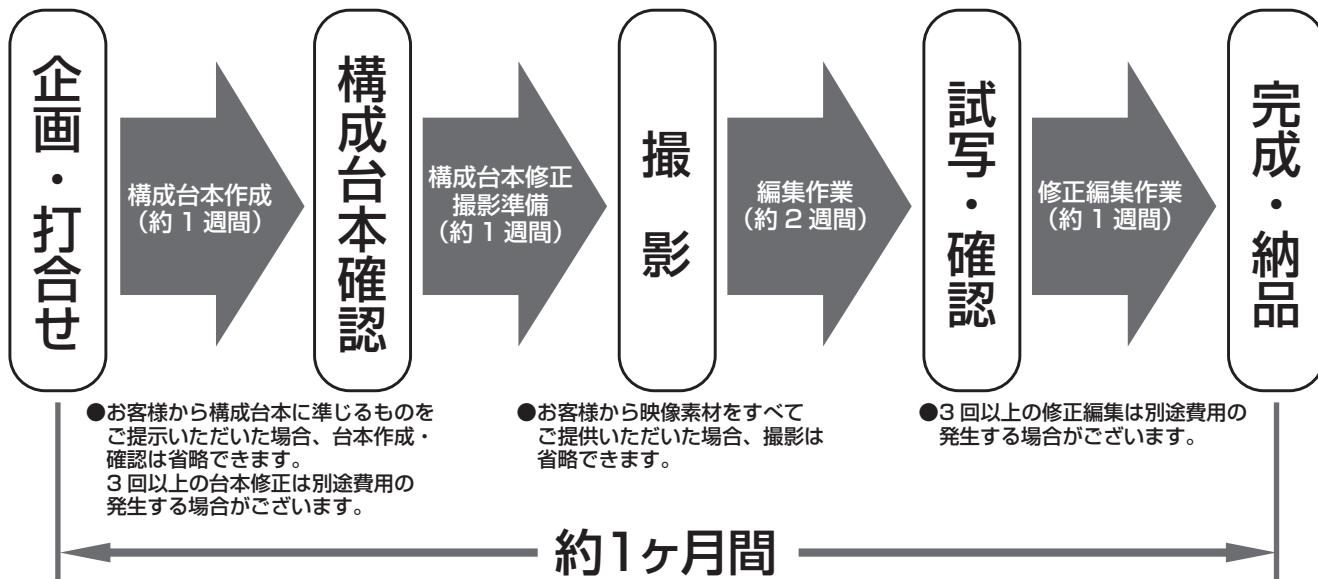 企画・打合せ
構成台本作成
（約 1 週間）
構成台本確認
構成台本修正
撮影準備
（約 1 週間）
撮影
編集作業
（約 2 週間）
試写・確認
修正編集作業
（約 1 週間）
完成・納品
●お客様から構成台本に準じるものを
ご提示いただいた場合、台本作成・
確認は省略できます。
3 回以上の台本修正は別途費用の
発生する場合がございます。
●お客様から映像素材をすべて
ご提供いただいた場合、撮影は
省略できます。
●3 回以上の修正編集は別途費用の
発生する場合がございます。
約1ヶ月間